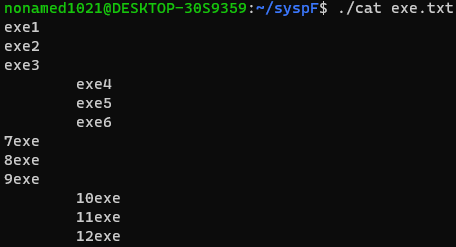 nonamed1021@DESKTOP-30S9359:~/syspF$ ./cat exe.txt
exe1
exe2
exe3
        exe4
        exe5
        exe6
7exe
8exe
9exe
        10exe
        11exe
        12exe